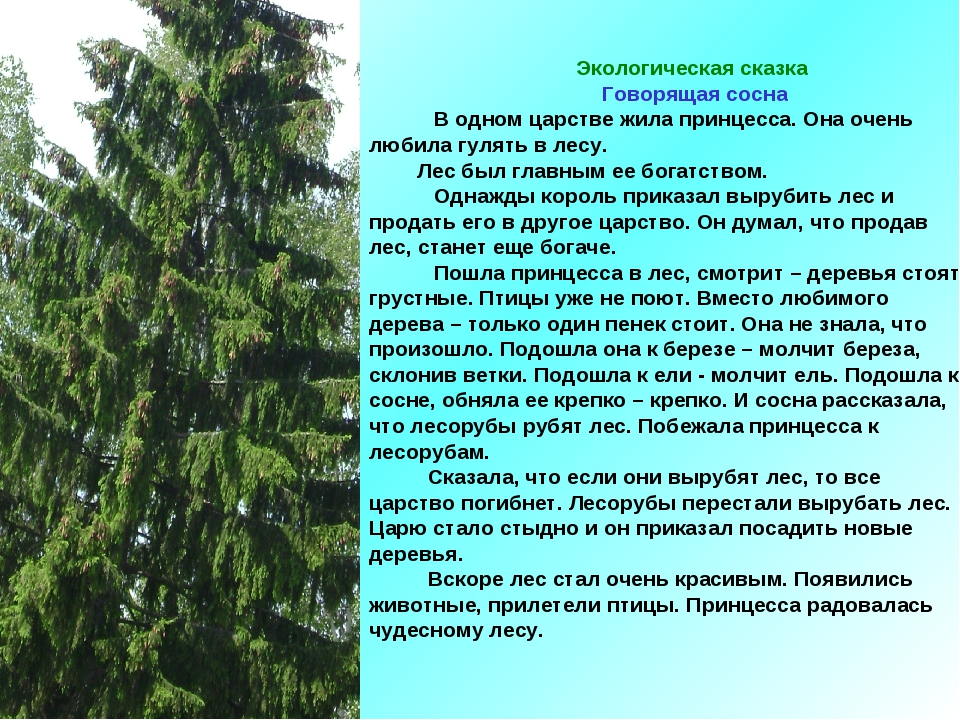 Экологическая сказка
Говорящая сосна
В одном царстве жила принцесса. Она очень
любила гулять в лесу.
Лес был главным ее богатством.
Однажды король приказал вырубить лес и
продать его в другое царство. Он думал, что продав
лес, станет еще богаче.
Пошла принцесса в лес, смотрит – деревья стоят
грустные. Птицы уже не поют. Вместо любимого
дерева – только один пенек стоит. Она не знала, что
произошло. Подошла она к березе – молчит береза,
склонив ветки. Подошла к ели - молчит ель. Подошла к
сосне, обняла ее крепко – крепко. И сосна рассказала,
что лесорубы рубят лес. Побежала принцесса к
лесорубам.
Сказала, что если они вырубят лес, то все
царство погибнет. Лесорубы перестали вырубать лес.
Царю стало стыдно и он приказал посадить новые
деревья.
Вскоре лес стал очень красивым. Появились
животные, прилетели птицы. Принцесса радовалась
чудесному лесу.